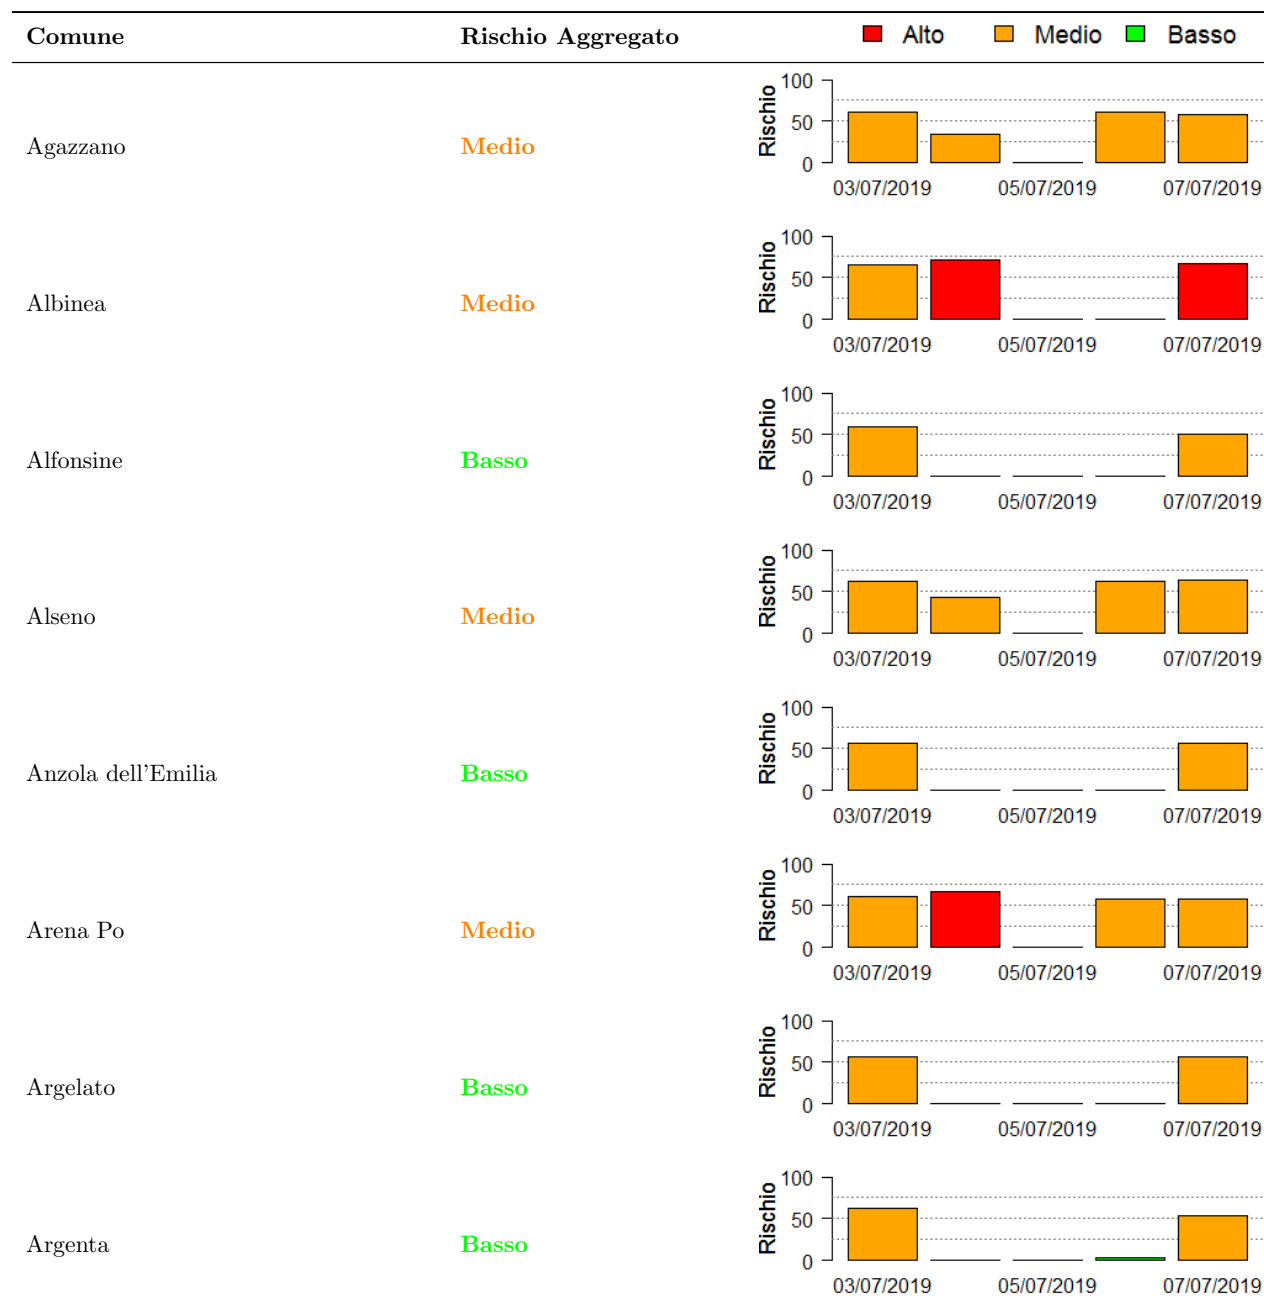 Comune Rischio Aggregato Alto Medio Basso
100
50
0
Rischio
Agazzano Medio
03/07/2019 05/07/2019 07/07/2019
100
50
0
Rischio
Albinea Medio
03/07/2019 05/07/2019 07/07/2019
100
50
0
Rischio
Alfonsine Basso
03/07/2019 05/07/2019 07/07/2019
100
50
0
Rischio
Alseno Medio
03/07/2019 05/07/2019 07/07/2019
100
50
0
Rischio
Anzola dell'Emilia Basso
03/07/2019 05/07/2019 07/07/2019
100
50
0
Rischio
Arena Po Medio
03/07/2019 05/07/2019 07/07/2019
100
50
0
Rischio
Argelato Basso
03/07/2019 05/07/2019 07/07/2019
100
50
0
Rischio
Argenta Basso
03/07/2019 05/07/2019 07/07/2019